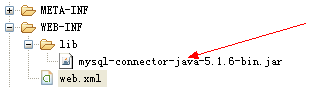 META-INF
WEB-INF
lib
mysql-connector-java-5.1.6-bin.jar
web.xml